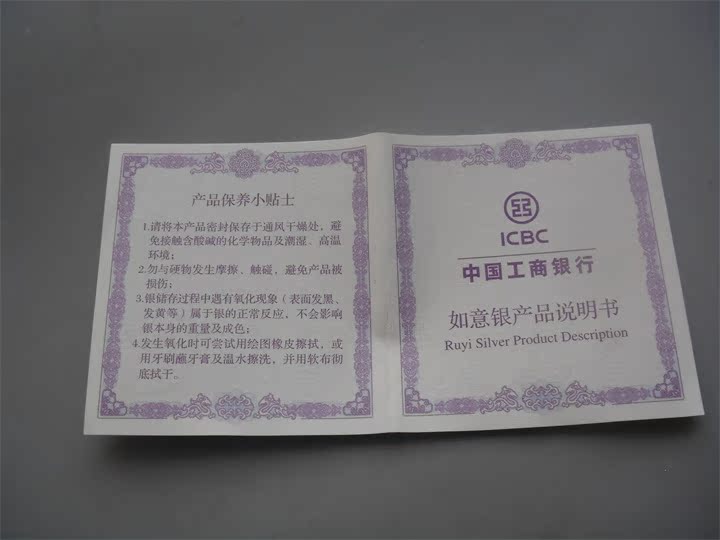 产品保养小贴士
1.请将本产品密封保存于通风干燥处，避
免接触含酸碱的化学物品及潮湿、高温
环境；
2.勿与硬物发生摩擦、触碰，避免产品被
损伤；
3.银储存过程中遇有氧化现象（表面发黑、
发黄等）属于银的正常反应，不会影响
银本身的重量及成色；
4.发生氧化时可尝试用绘图橡皮擦拭，或
用牙刷蘸牙膏及温水擦洗，并用软布彻
底拭干。
ICBC
中国工商银行
如意银产品说明书
Ruyi Silver Product Description